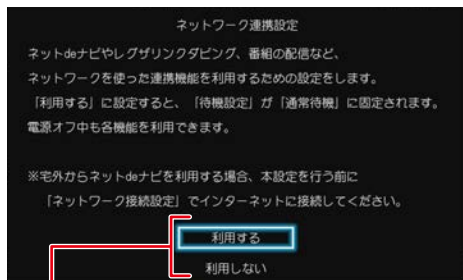 ネットワーク連携設定
ネットdeナビやレグザリンクダビング、番組の配信など、
ネットワークを使った連携機能を利用するための設定をします。
「利用する」に設定すると、「待機設定」が「通常待機」に固定されます。
電源オフ中も各機能を利用できます。
※宅外からネットdeナビを利用する場合、本設定を行う前に
「ネットワーク接続設定」でインターネットに接続してください。
利用する
利用しない